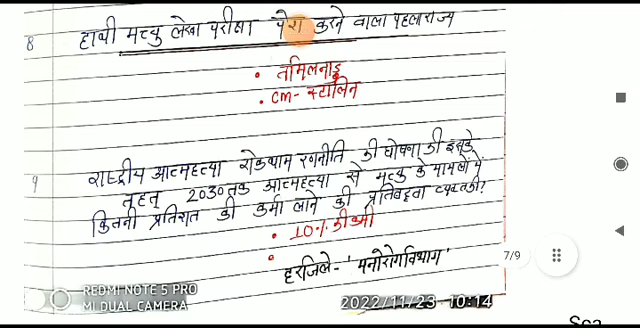 8 हाथी मृत्यु लेखा परीक्षा पेश करने वाला पहला राज्य
• तमिलनाडु
• CM- स्टालिन
9 राष्ट्रीय आत्महत्या रोकथाम रणनीति की घोषणा की इसके
तहत् 2030 तक आत्महत्या से मृत्यु के मामलों में
कितनी प्रतिशत की कमी लाने की प्रतिबद्धता व्यक्त की?
• 10% की कमी
• हर जिले - 'मनोरोग विभाग'
7/9
REDMI NOTE 5 PRO
MI DUAL CAMERA
2022/11/23 10:14